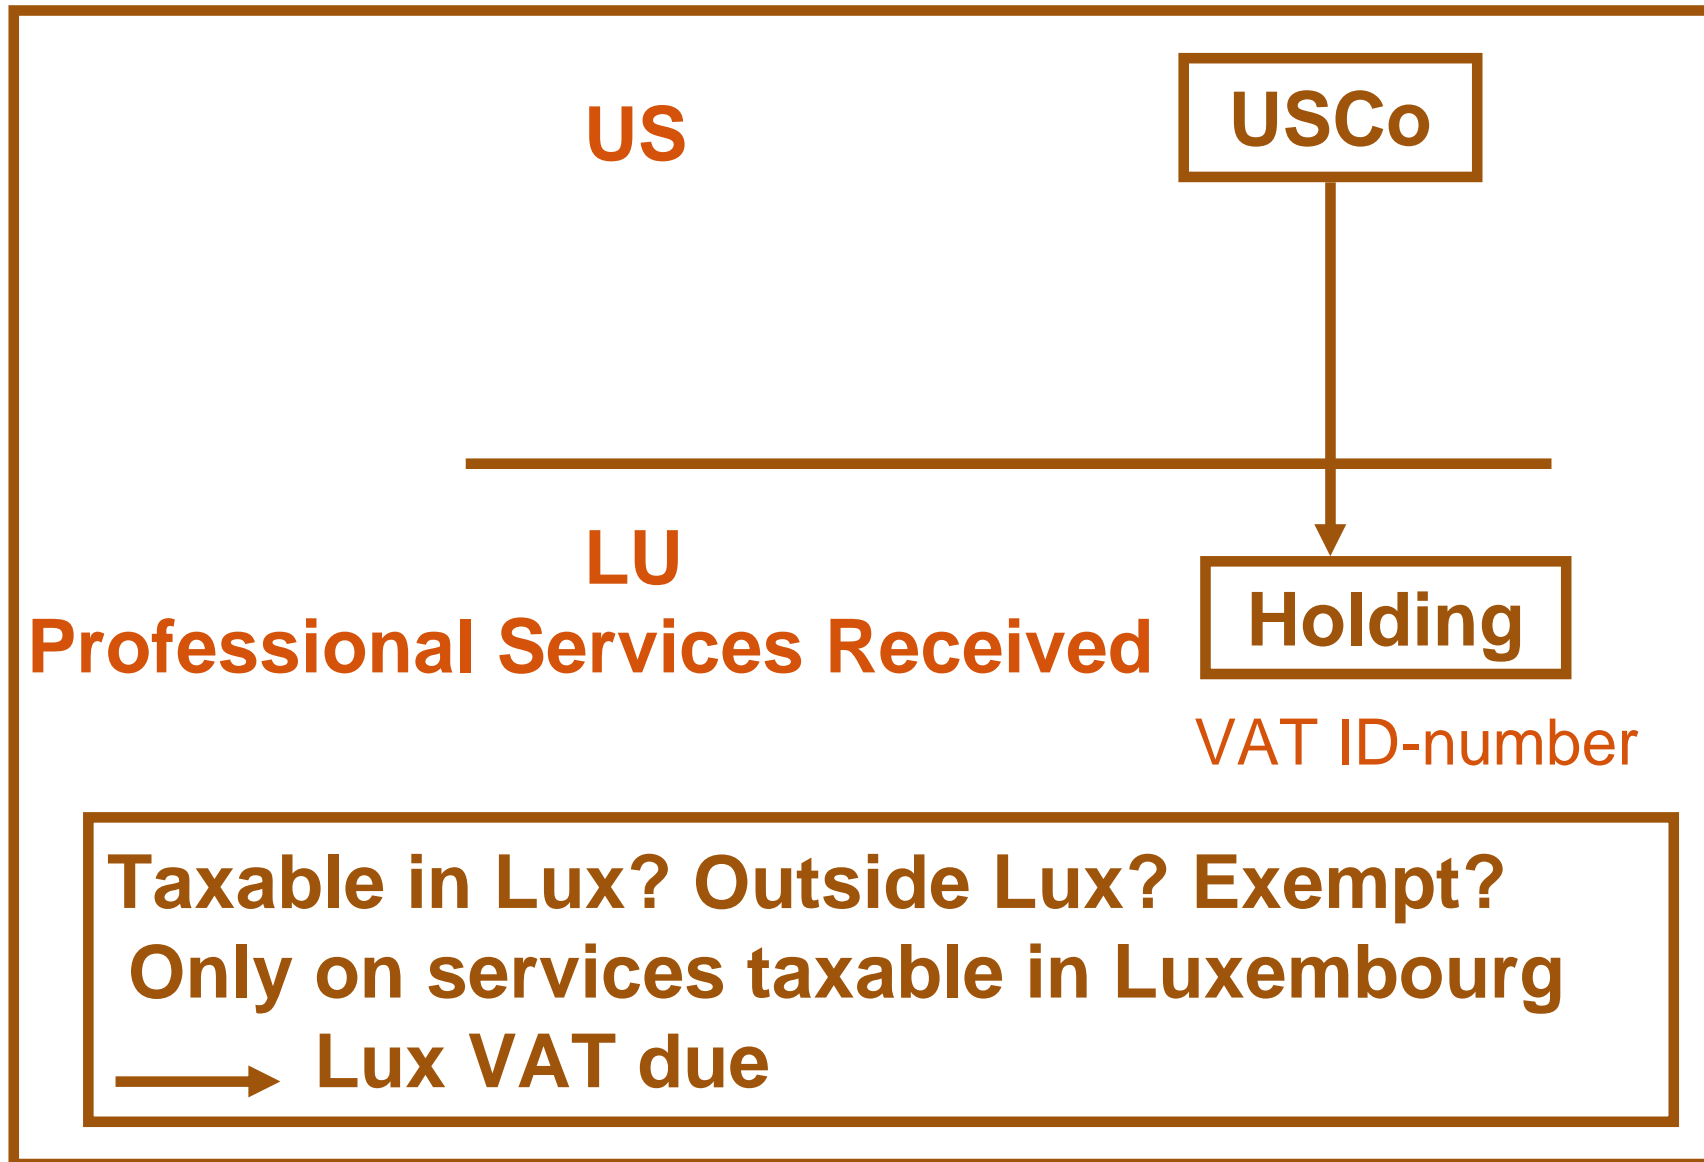 US
USCo
LU
Professional Services Received
Holding
VAT ID-number
Taxable in Lux? Outside Lux? Exempt?
Only on services taxable in Luxembourg
Lux VAT due